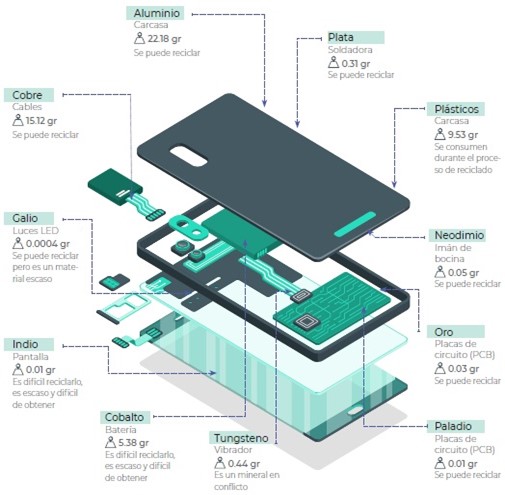 Aluminio
Carcasa
22.18 gr
Se puede reciclar
Plata
Soldadora
0.31 gr
Se puede reciclar
Cobre
Cables
15.12 gr
Se puede reciclar
Plásticos
Carcasa
9.53 gr
Se consumen
durante el proce-
so de reciclado
Galio
Luces LED
0.0004 gr
Se puede reciclar
pero es un mate-
rial escaso
Neodimio
Imán de
bocina
0.05 gr
Se puede reciclar
Indio
Pantalla
0.01 gr
Es difícil reciclarlo,
es escaso y difícil
de obtener
Oro
Placas de
circuito (PCB)
0.03 gr
Se puede reciclar
Cobalto
Batería
5.38 gr
Es difícil reciclarlo,
es escaso y difícil
de obtener
Tungsteno
Vibrador
0.44 gr
Es un mineral en
conflicto
Paladio
Placas de
circuito (PCB)
0.01 gr
Se puede reciclar